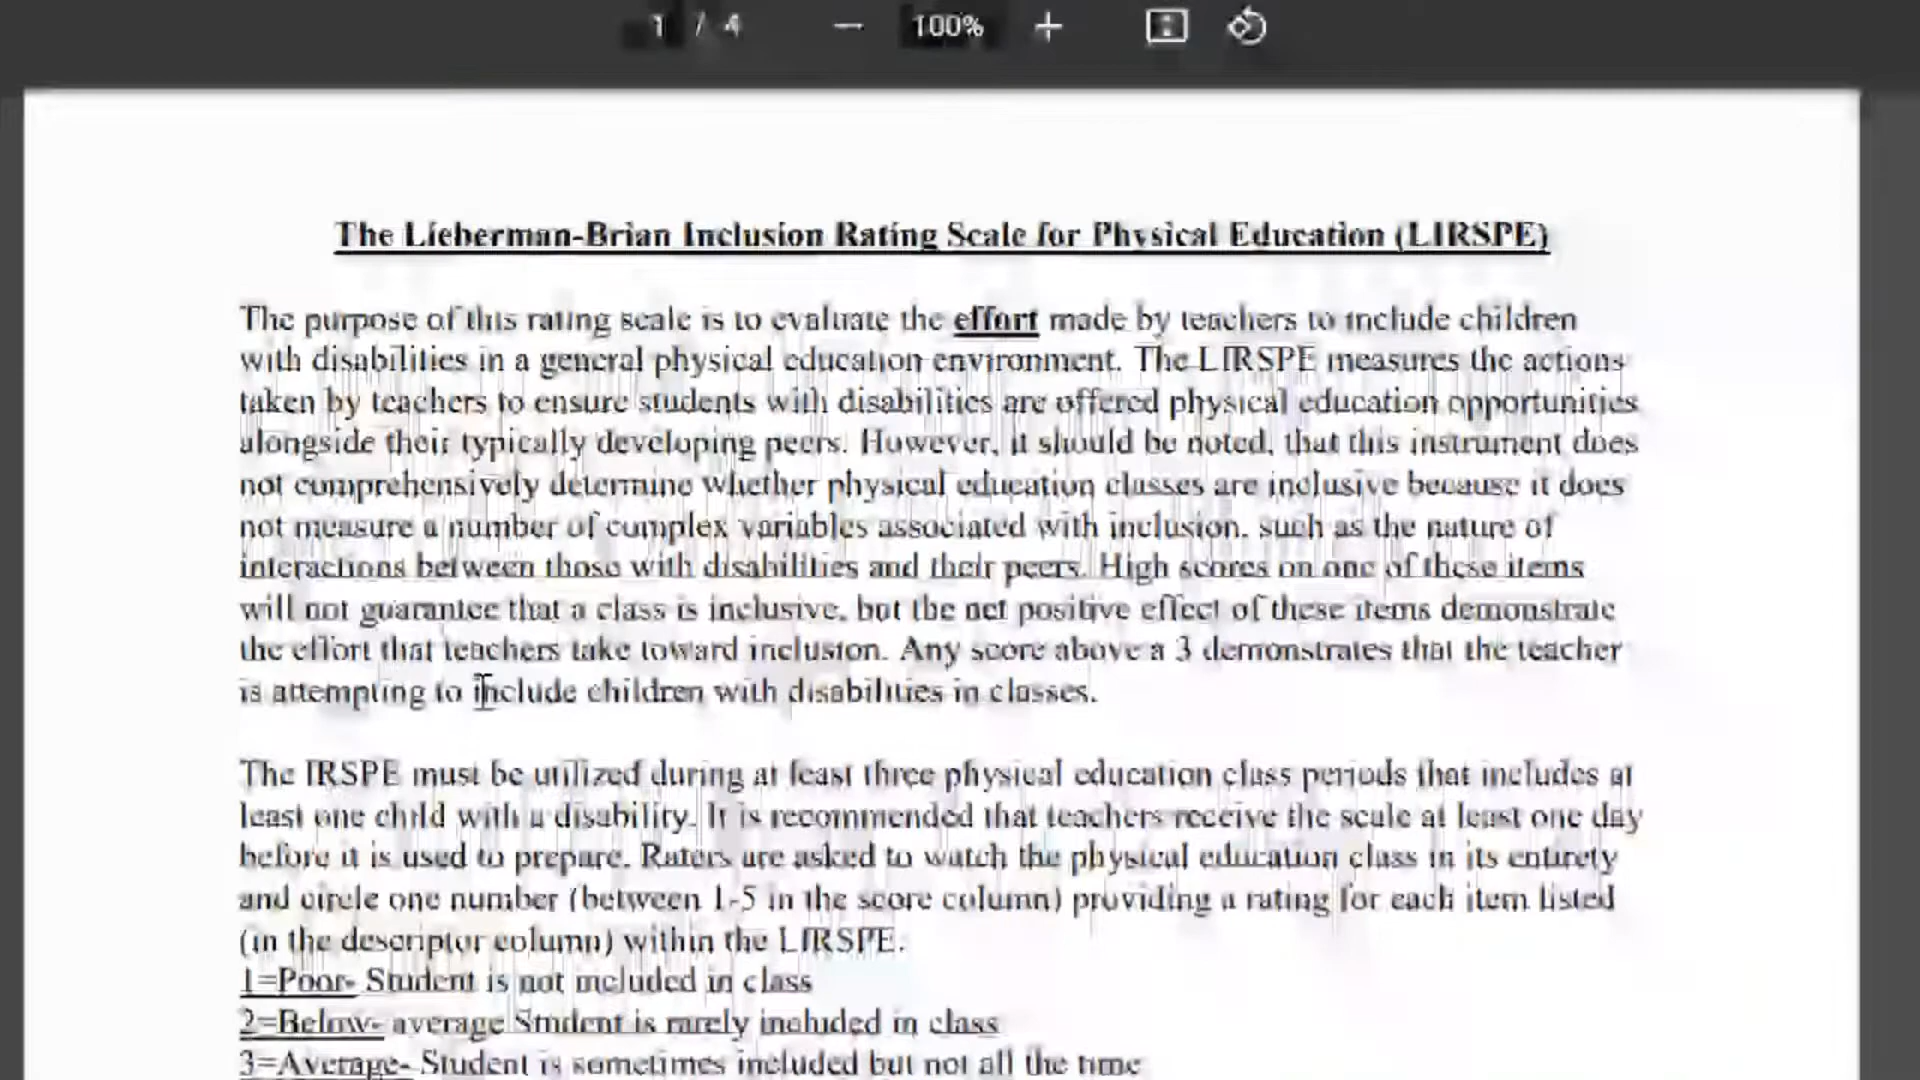 1 / 4 − 100% +
The Lieberman-Brian Inclusion Rating Scale for Physical Education (LIRSPE)
The purpose of this rating scale is to evaluate the effort made by teachers to include children
with disabilities in a general physical education environment. The LIRSPE measures the actions
taken by teachers to ensure students with disabilities are offered physical education opportunities
alongside their typically developing peers. However, it should be noted, that this instrument does
not comprehensively determine whether physical education classes are inclusive because it does
not measure a number of complex variables associated with inclusion, such as the nature of
interactions between those with disabilities and their peers. High scores on one of these items
will not guarantee that a class is inclusive, but the net positive effect of these items demonstrate
the effort that teachers take toward inclusion. Any score above a 3 demonstrates that the teacher
is attempting to include children with disabilities in classes.
The IRSPE must be utilized during at least three physical education class periods that includes at
least one child with a disability. It is recommended that teachers receive the scale at least one day
before it is used to prepare. Raters are asked to watch the physical education class in its entirety
and circle one number (between 1-5 in the score column) providing a rating for each item listed
(in the descriptor column) within the LIRSPE.
1=Poor- Student is not included in class
2=Below- average Student is rarely included in class
3=Average- Student is sometimes included but not all the time